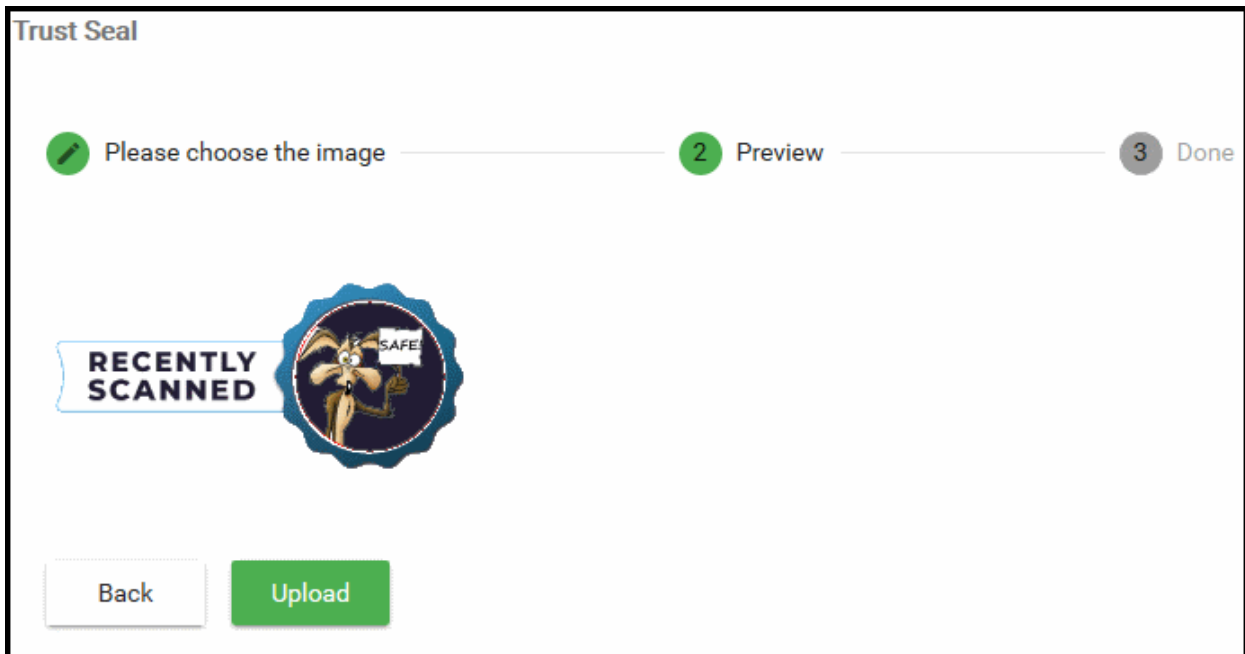 Trust Seal
Please choose the image
2 Preview
3 Done
SAFE!
RECENTLY
SCANNED
Back
Upload